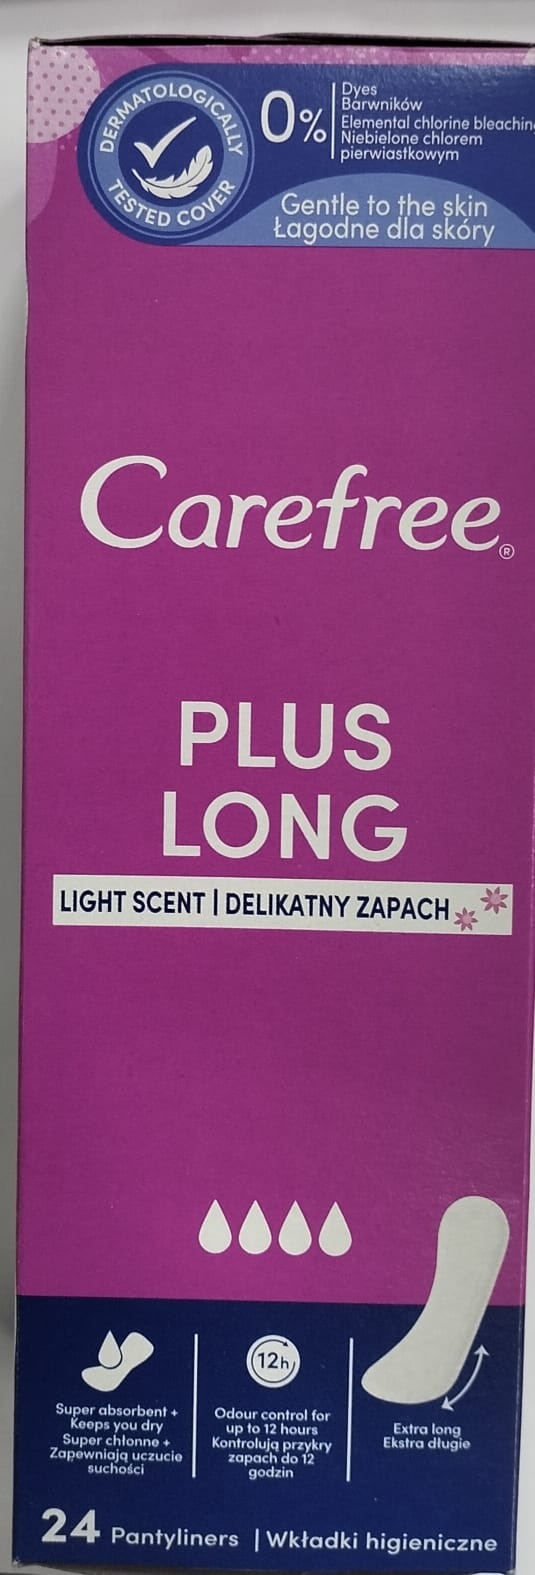 DERMATOLOGICALLY
TESTED COVER
0%
Dyes
Barwników
Elemental chlorine bleaching
Niebielone chlorem
pierwiastkowym
Gentle to the skin
Łagodne dla skóry
Carefree®
PLUS
LONG
LIGHT SCENT | DELIKATNY ZAPACH
Super absorbent +
Keeps you dry
Super chłonne +
Zapewniają uczucie
suchości
12h
Odour control for
up to 12 hours
Kontrolują przykry
zapach do 12
godzin
Extra long
Ekstra długie
24 Pantyliners | Wkładki higieniczne